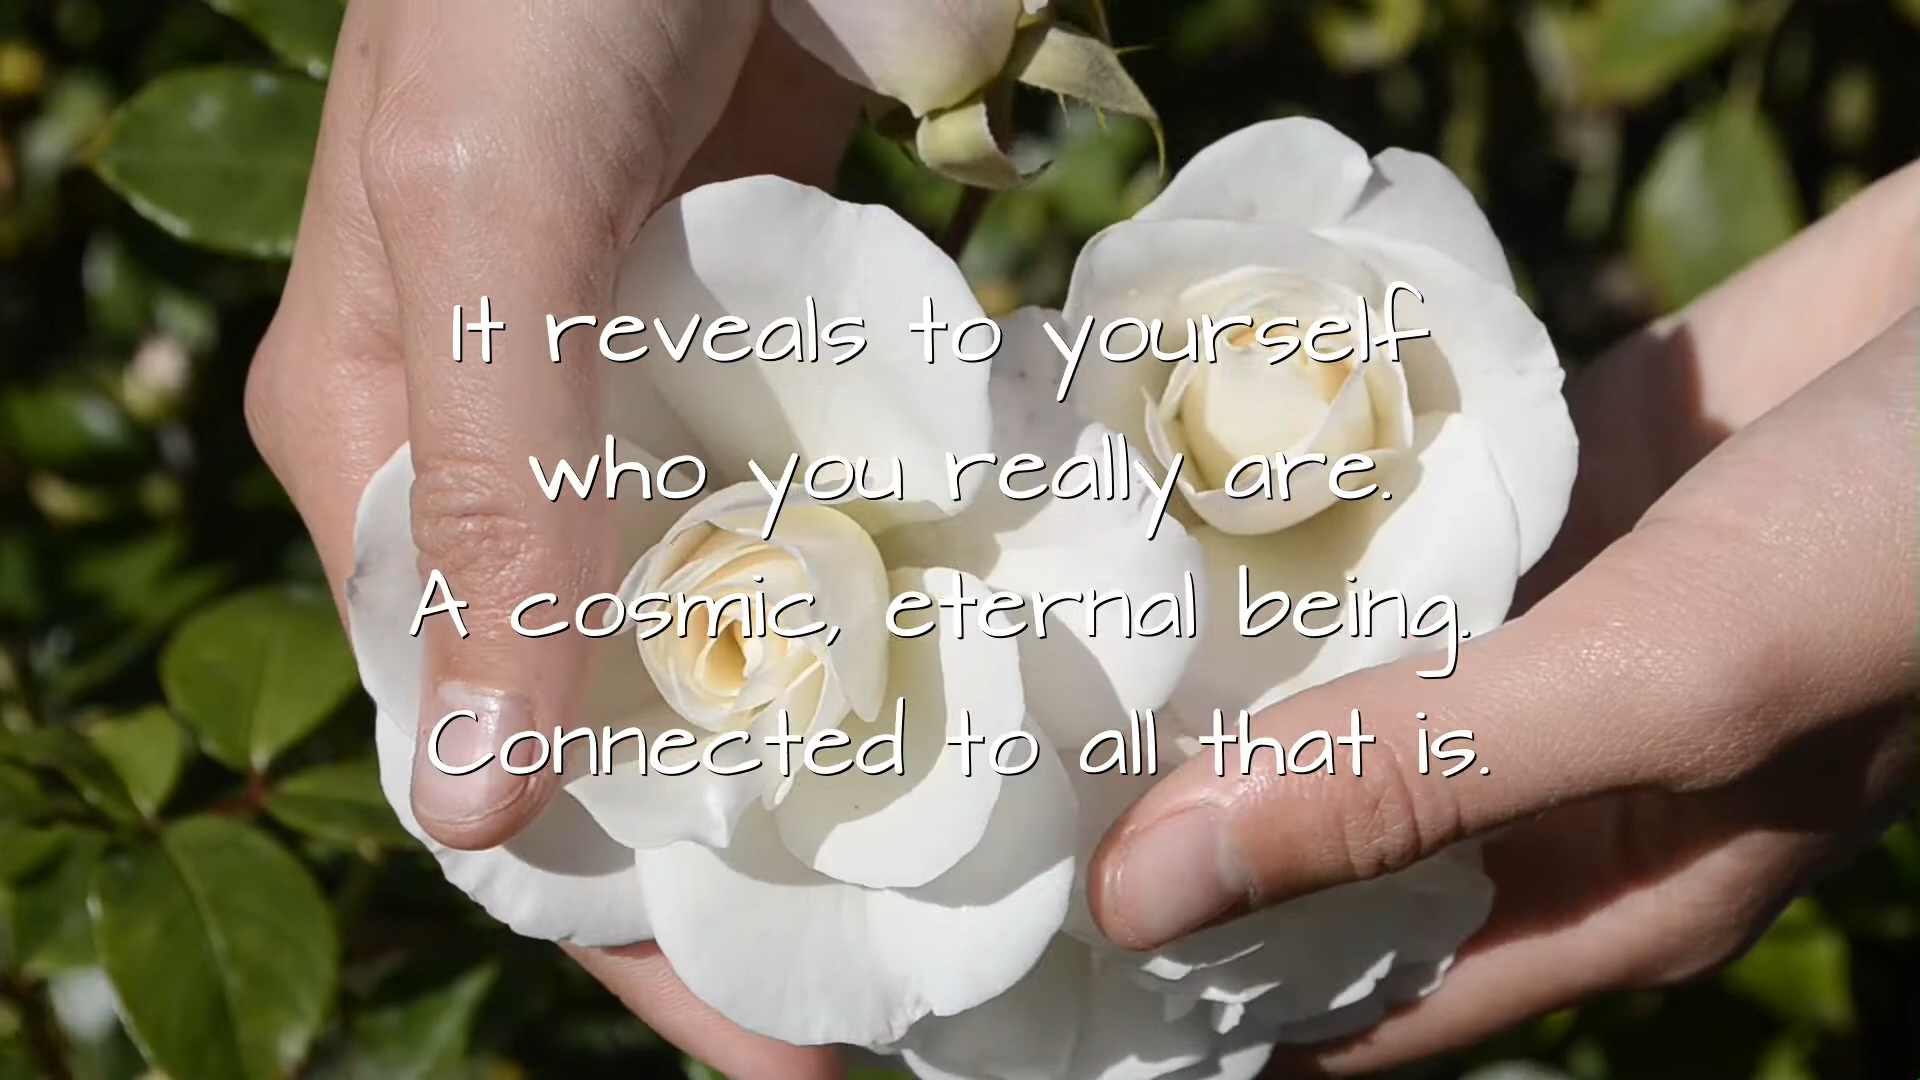 It reveals to yourself
who you really are.
A cosmic, eternal being.
Connected to all that is.